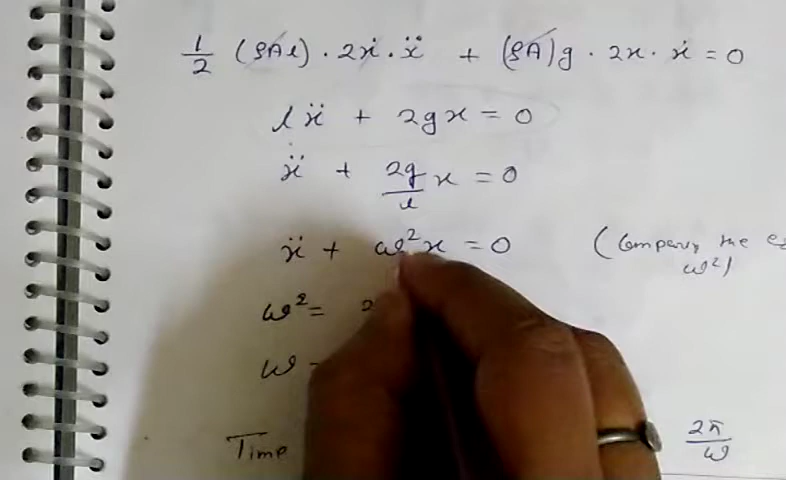 1/2 (ρAl) · 2ẋ · ẍ + (ρA)g · 2x · ẋ = 0
lẍ + 2gx = 0
ẍ + 2g/l x = 0
ẍ + ω²x = 0 (Comparing the
ω²)
ω² = 2
ω =
Time 2π/ω